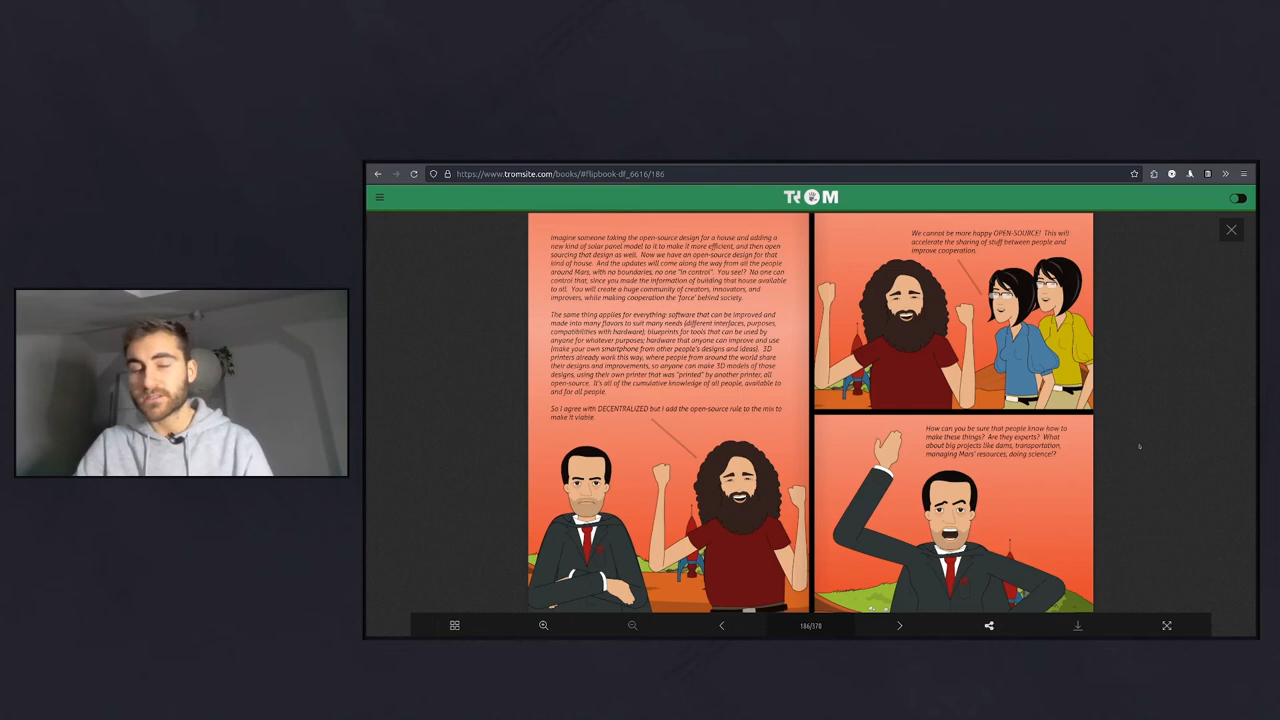 https://www.tromsite.com/books/#flipbook-df_6616/186
TROM
Imagine someone taking the open-source design for a house and adding a
new kind of solar panel model to it to make it more efficient, and then open
sourcing that design as well. Now we have an open-source design for that
kind of house. And the updates will come along the way from all the people
around Mars, with no boundaries, no one "in control". You see!? No one can
control that, since you made the information of building that house available
to all. You will create a huge community of creators, innovators, and
improvers, while making cooperation the 'force' behind society.
The same thing applies for everything: software that can be improved and
made into many flavors to suit many needs (different interfaces, purposes,
compatibilities with hardware); blueprints for tools that can be used by
anyone for whatever purposes; hardware that anyone can improve and use
(make your own smartphone from other people's designs and ideas). 3D
printers already work this way, where people from around the world share
their designs and improvements, so anyone can make 3D models of those
designs, using their own printer that was "printed" by another printer, all
open-source. It's all of the cumulative knowledge of all people, available to
and for all people.
So I agree with DECENTRALIZED but I add the open-source rule to the mix to
make it viable.
We cannot be more happy OPEN-SOURCE! This will
accelerate the sharing of stuff between people and
improve cooperation.
How can you be sure that people know how to
make these things? Are they experts? What
about big projects like dams, transportation,
managing Mars' resources, doing science!?
186/370